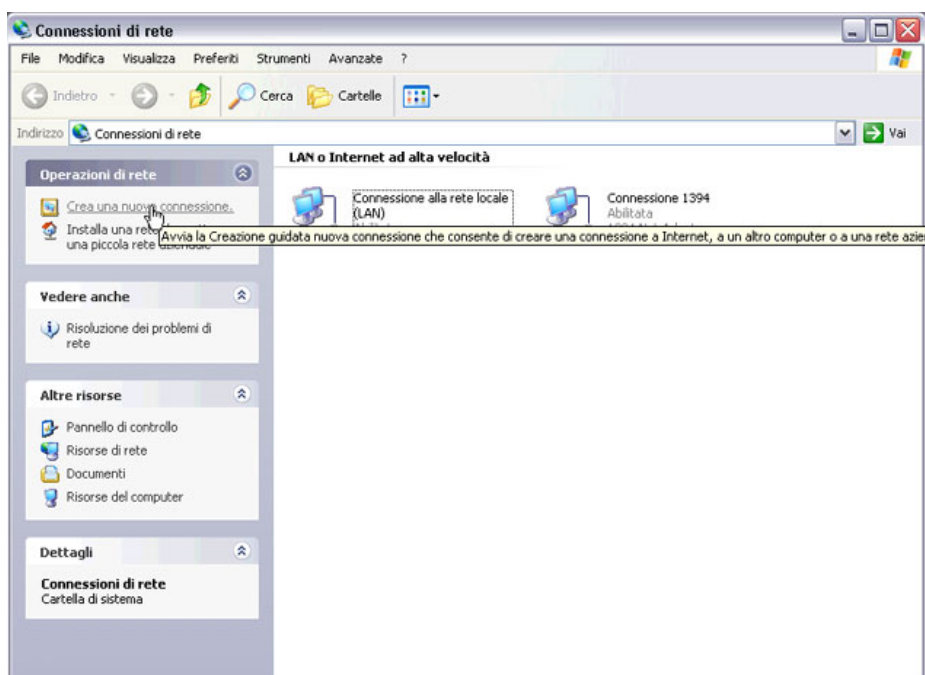 Connessioni di rete
File Modifica Visualizza Preferiti Strumenti Avanzate ?
Indietro Cerca Cartelle
Indirizzo Connessioni di rete Vai
Operazioni di rete
Crea una nuova connessione.
Installa una rete
una piccola rete aziendale
Vedere anche
Risoluzione dei problemi di
rete
Altre risorse
Pannello di controllo
Risorse di rete
Documenti
Risorse del computer
Dettagli
Connessioni di rete
Cartella di sistema
LAN o Internet ad alta velocità
Connessione alla rete locale
(LAN)
Connessione 1394
Abilitata
Avvia la Creazione guidata nuova connessione che consente di creare una connessione a Internet, a un altro computer o a una rete azie